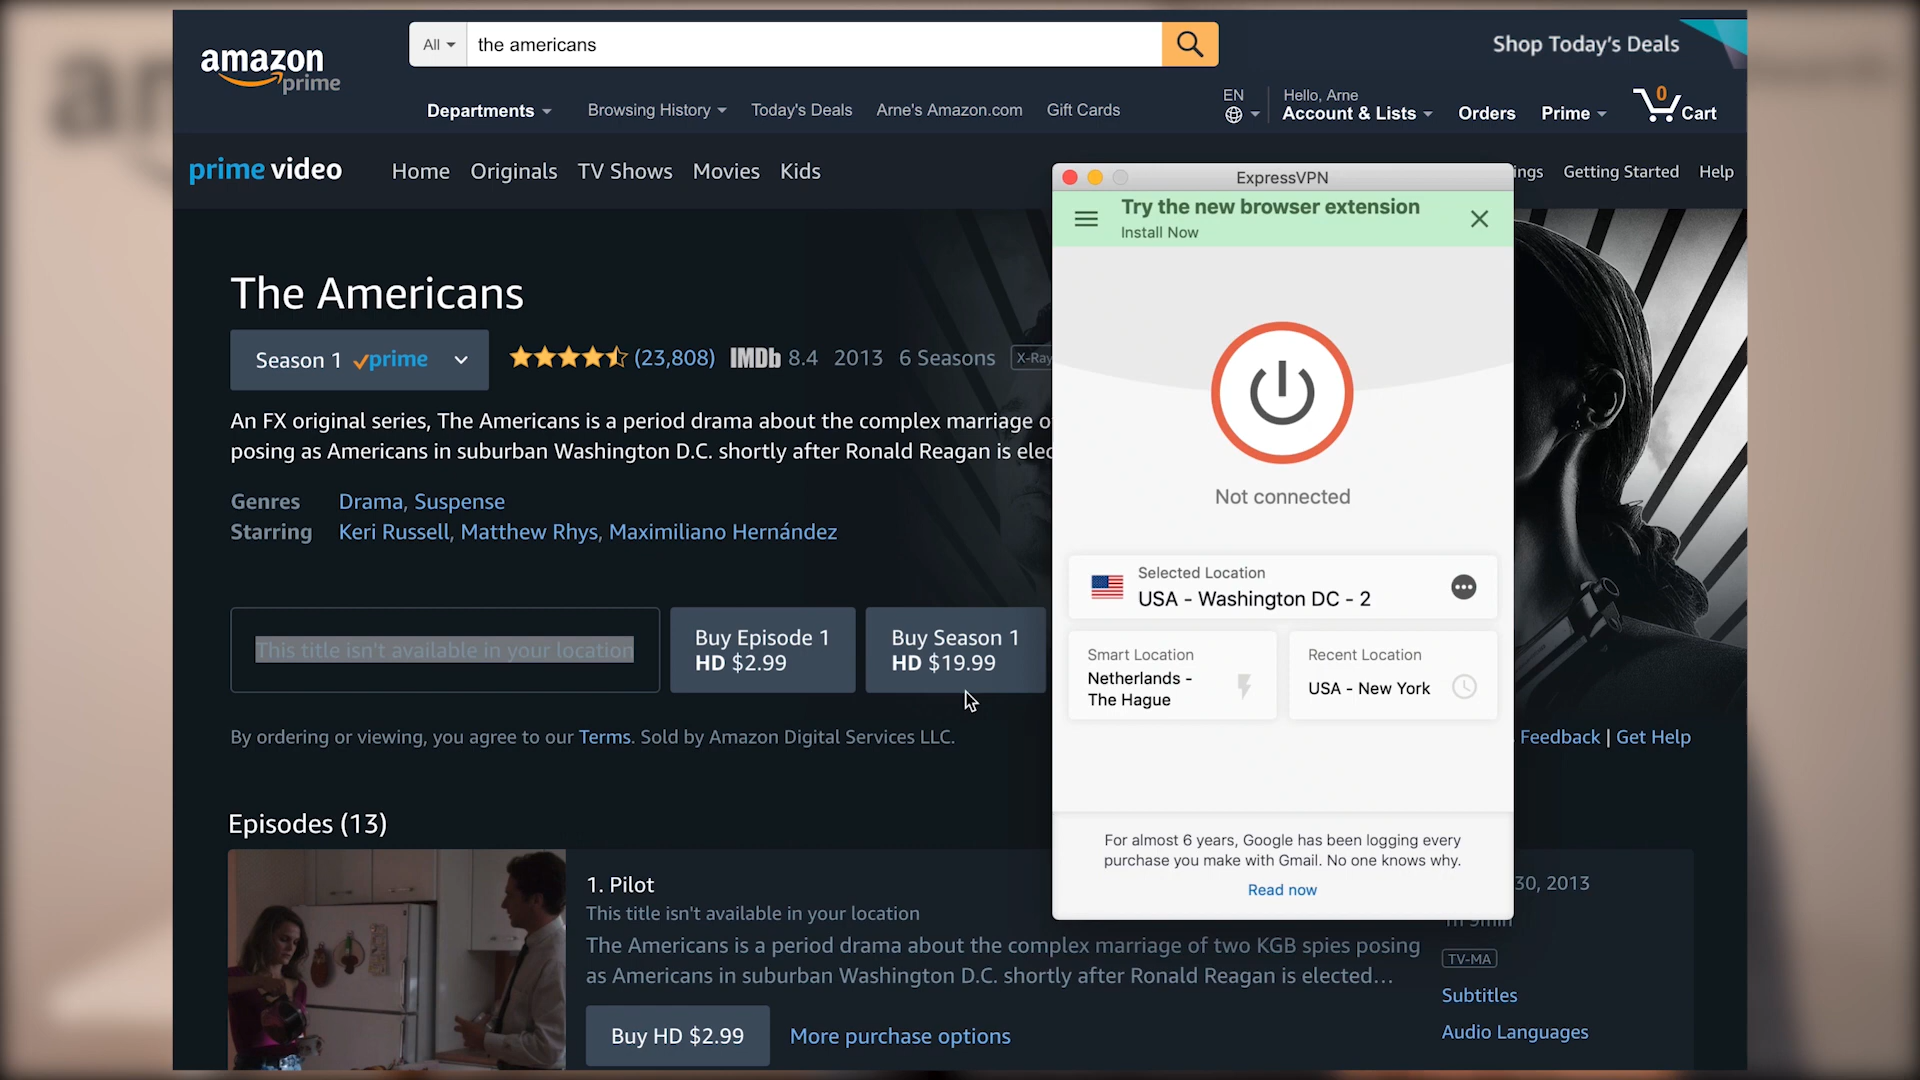 amazon prime
All
the americans
Shop Today's Deals
Departments
Browsing History
Today's Deals
Arne's Amazon.com
Gift Cards
EN
Hello, Arne
Account & Lists
Orders
Prime
0
Cart
prime video
Home
Originals
TV Shows
Movies
Kids
ings
Getting Started
Help
The Americans
Season 1 prime
(23,808)
IMDb 8.4
2013
6 Seasons
X-Ray
An FX original series, The Americans is a period drama about the complex marriage o
posing as Americans in suburban Washington D.C. shortly after Ronald Reagan is elec
Genres
Drama, Suspense
Starring
Keri Russell, Matthew Rhys, Maximiliano Hernández
This title isn't available in your location
Buy Episode 1
HD $2.99
Buy Season 1
HD $19.99
By ordering or viewing, you agree to our Terms. Sold by Amazon Digital Services LLC.
Feedback | Get Help
Episodes (13)
1. Pilot
This title isn't available in your location
The Americans is a period drama about the complex marriage of two KGB spies posing
as Americans in suburban Washington D.C. shortly after Ronald Reagan is elected...
Buy HD $2.99
More purchase options
30, 2013
TV-MA
Subtitles
Audio Languages
ExpressVPN
Try the new browser extension
Install Now
Not connected
Selected Location
USA - Washington DC - 2
Smart Location
Netherlands -
The Hague
Recent Location
USA - New York
For almost 6 years, Google has been logging every
purchase you make with Gmail. No one knows why.
Read now